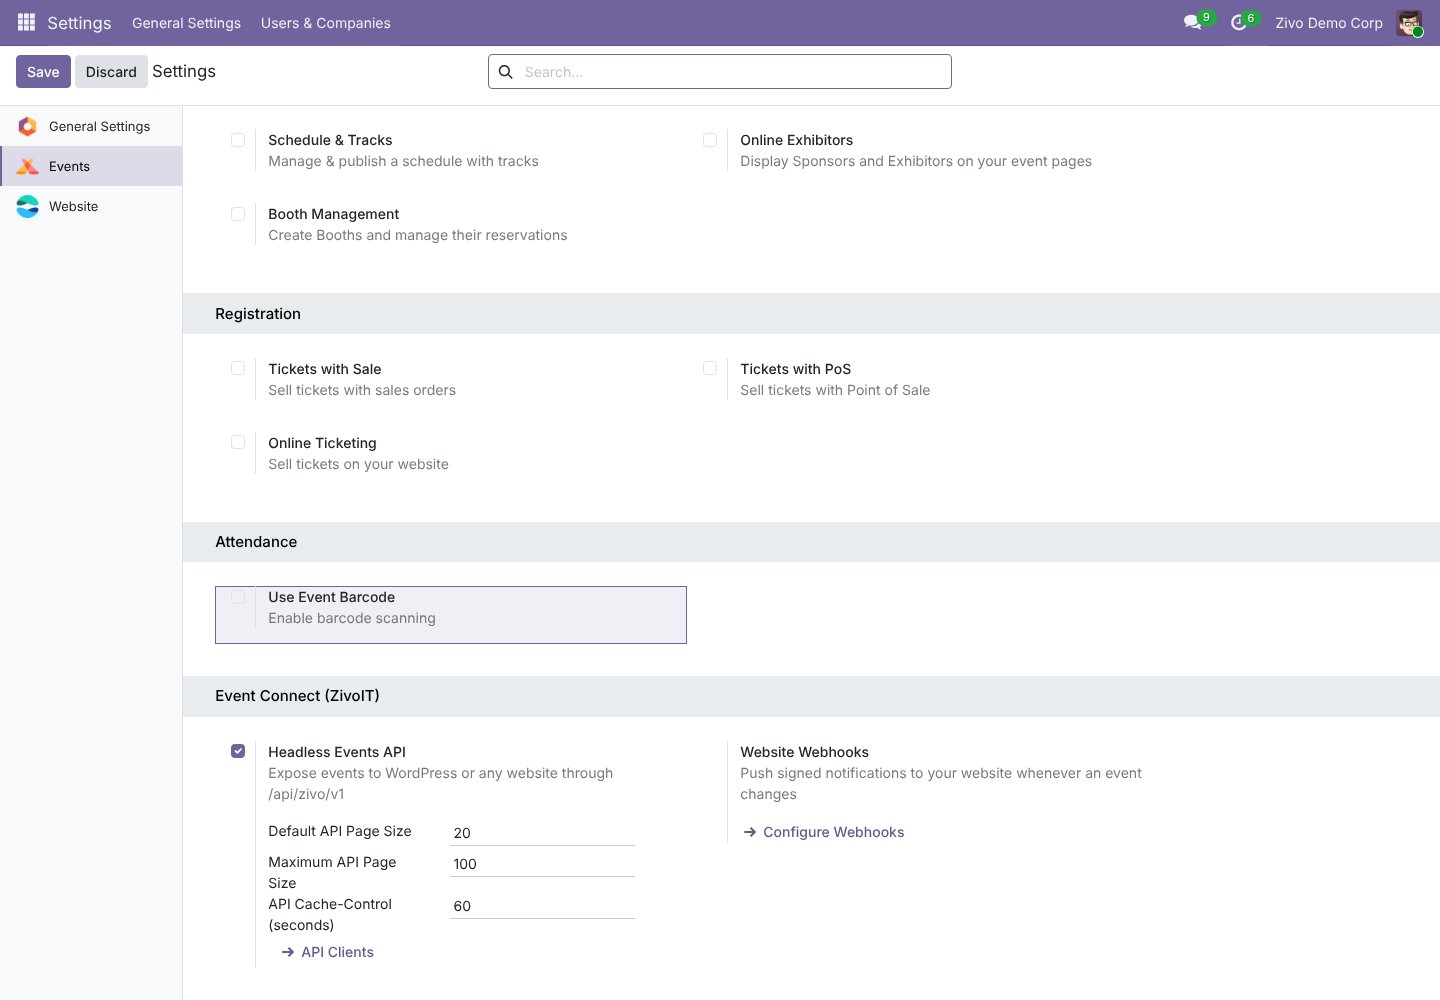 Settings
General Settings
Users & Companies
9
6
Zivo Demo Corp
Save
Discard
Settings
Search...
General Settings
Events
Website
Schedule & Tracks
Manage & publish a schedule with tracks
Online Exhibitors
Display Sponsors and Exhibitors on your event pages
Booth Management
Create Booths and manage their reservations
Registration
Tickets with Sale
Sell tickets with sales orders
Tickets with PoS
Sell tickets with Point of Sale
Online Ticketing
Sell tickets on your website
Attendance
Use Event Barcode
Enable barcode scanning
Event Connect (ZivoIT)
Headless Events API
Expose events to WordPress or any website through
/api/zivo/v1
Default API Page Size
20
Maximum API Page
Size
100
API Cache-Control
(seconds)
60
→ API Clients
Website Webhooks
Push signed notifications to your website whenever an event
changes
→ Configure Webhooks